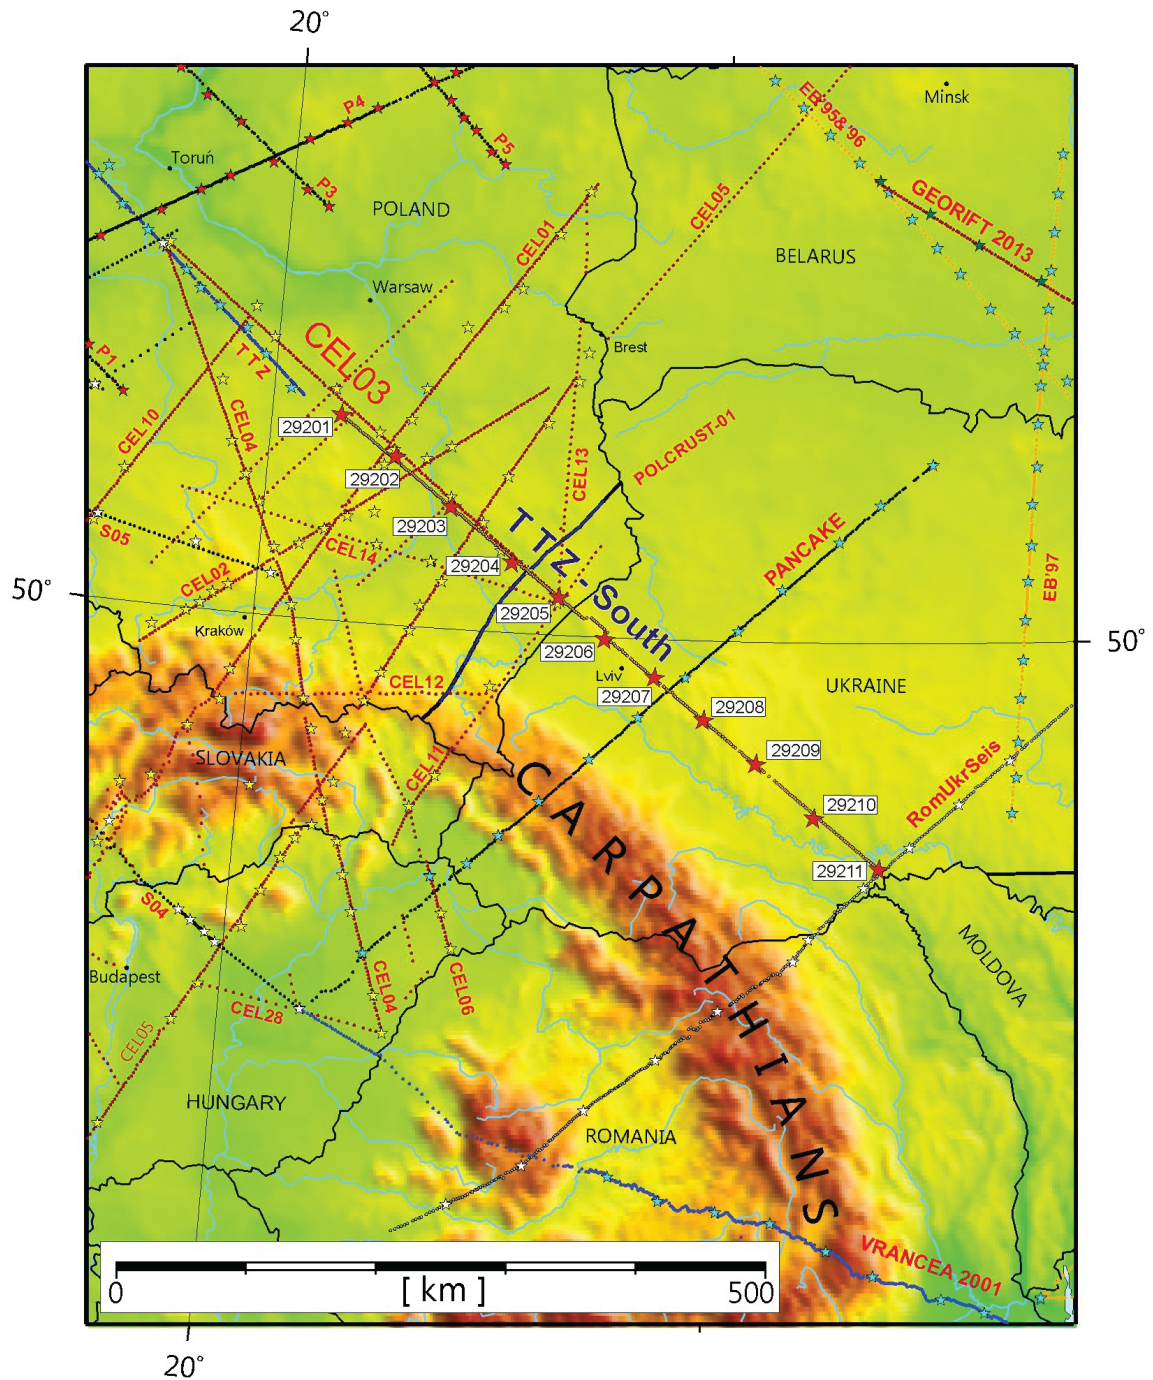 20°
Minsk
EB'95&'96
P4
P5
Toruń
P3
GEORIFT 2013
POLAND
CEL05
CEL01
BELARUS
Warsaw
CEL03
Brest
P1
TTZ
CEL10
CEL04
29201
POLCRUST-01
CEL13
29202
S05
29203
TTZ-South
CEL14
PANCAKE
29204
CEL02
EB'97
50°
29205
Kraków
29206
50°
Lviv
CEL12
29207
UKRAINE
29208
SLOVAKIA
29209
CEL11
RomUkrSeis
29210
CARPATHIANS
29211
S04
MOLDOVA
Budapest
CEL04
CEL06
CEL28
CEL05
HUNGARY
ROMANIA
VRANCEA 2001
0
[ km ]
500
20°